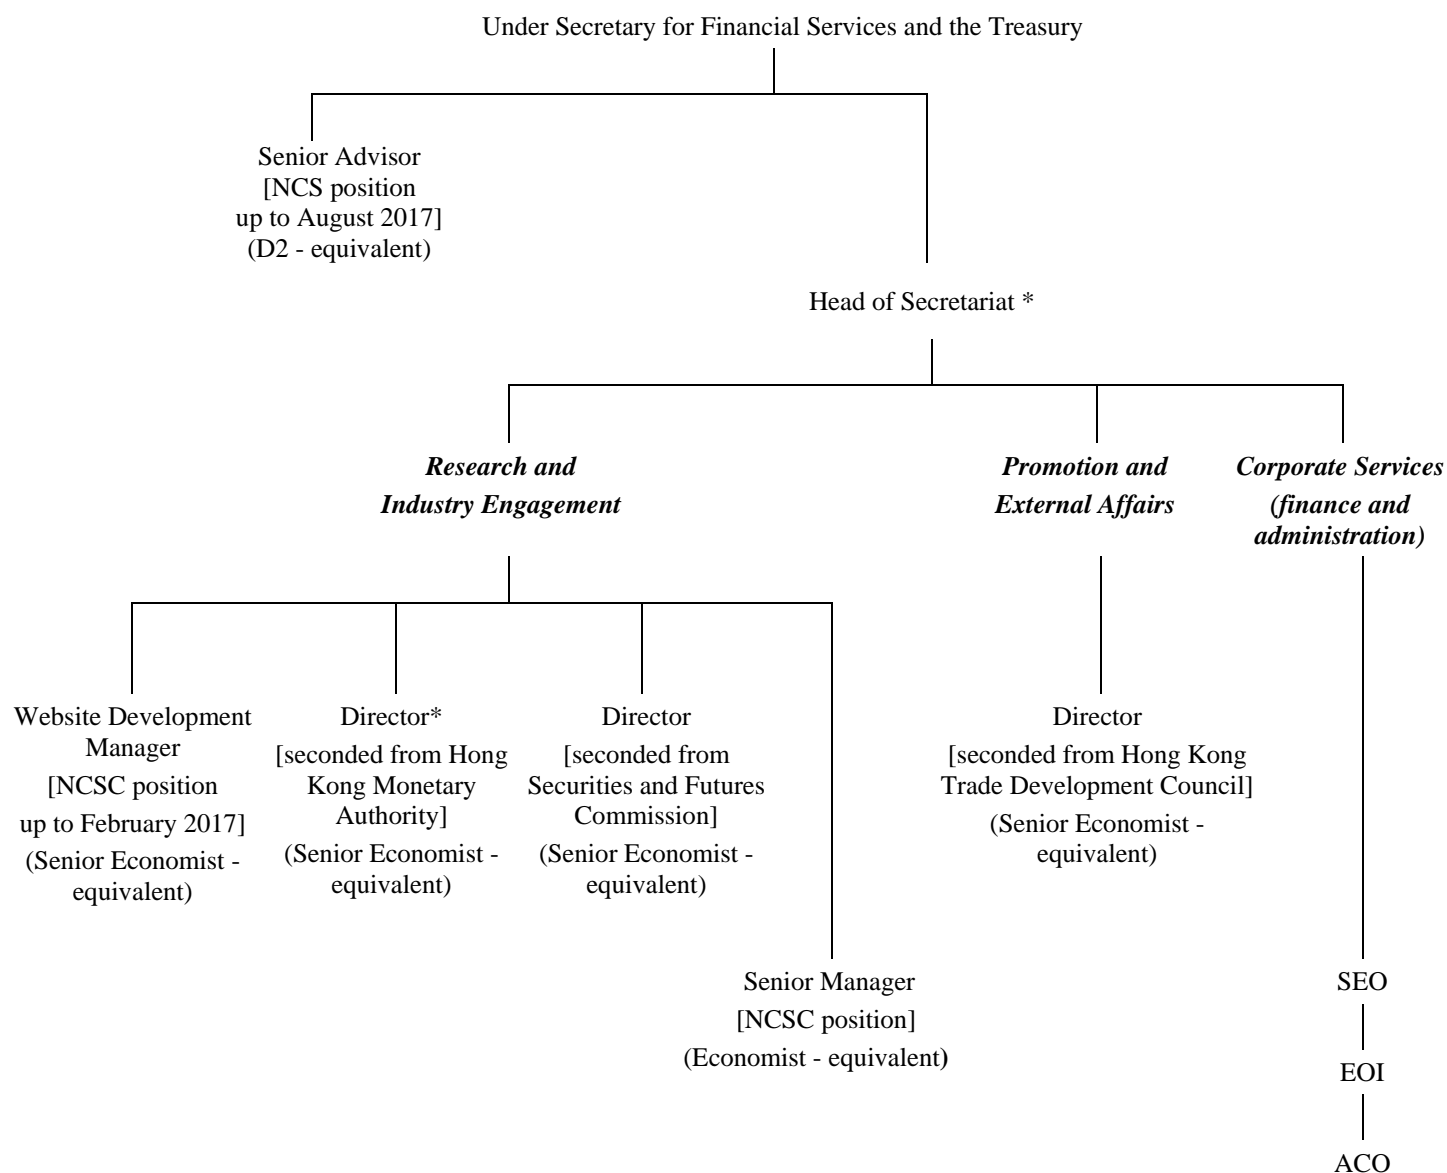 Under Secretary for Financial Services and the Treasury
Senior Advisor
[NCS position
up to August 2017]
(D2 - equivalent)
Head of Secretariat *
Research and
Industry Engagement
Promotion and
External Affairs
Corporate Services
(finance and
administration)
Website Development
Manager
[NCSC position
up to February 2017]
(Senior Economist -
equivalent)
Director*
[seconded from Hong
Kong Monetary
Authority]
(Senior Economist -
equivalent)
Director
[seconded from
Securities and Futures
Commission]
(Senior Economist -
equivalent)
Director
[seconded from Hong Kong
Trade Development Council]
(Senior Economist -
equivalent)
Senior Manager
[NCSC position]
(Economist - equivalent)
SEO
EOI
ACO